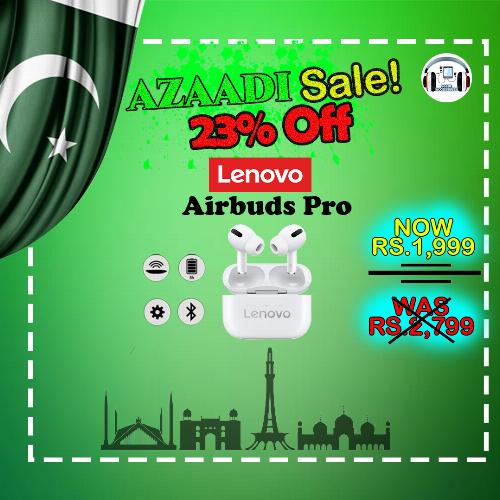 AZAADI Sale!
23% Off
Lenovo
Airbuds Pro
NOW
RS.1,999
WAS
RS.2,799
Lenovo